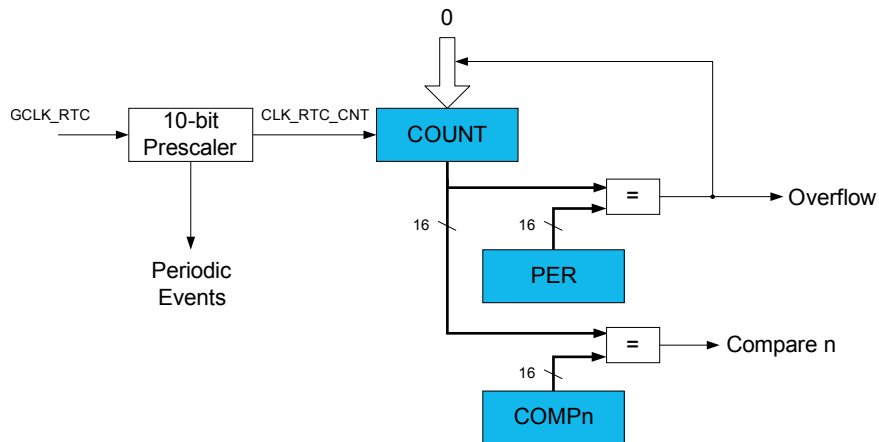 0
GCLK_RTC
10-bit
Prescaler
CLK_RTC_CNT
COUNT
=
Overflow
16
16
PER
Periodic
Events
=
Compare n
16
COMPn